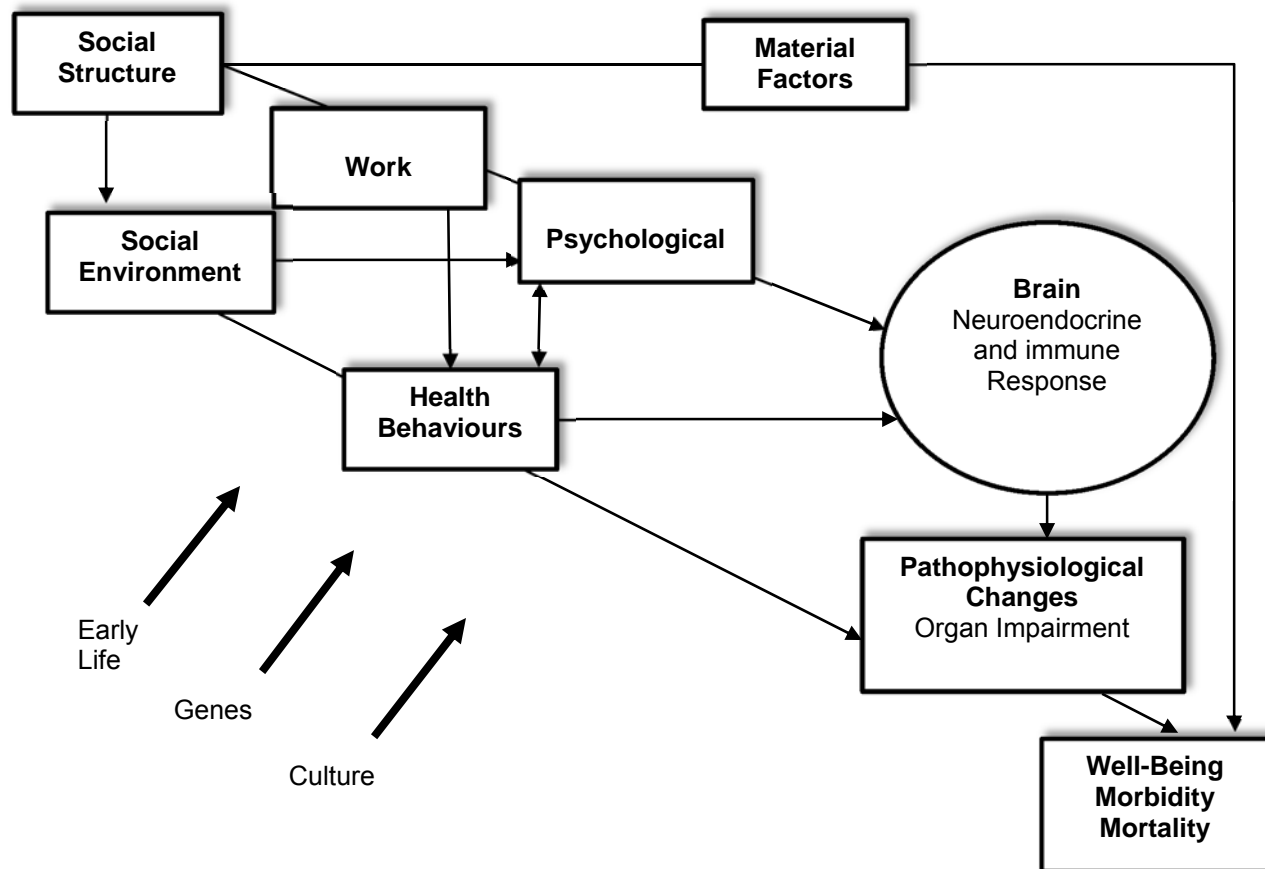 Social
Structure
Material
Factors
Work
Psychological
Social
Environment
Brain
Neuroendocrine
and immune
Response
Health
Behaviours
Pathophysiological
Changes
Organ Impairment
Early
Life
Genes
Culture
Well-Being
Morbidity
Mortality